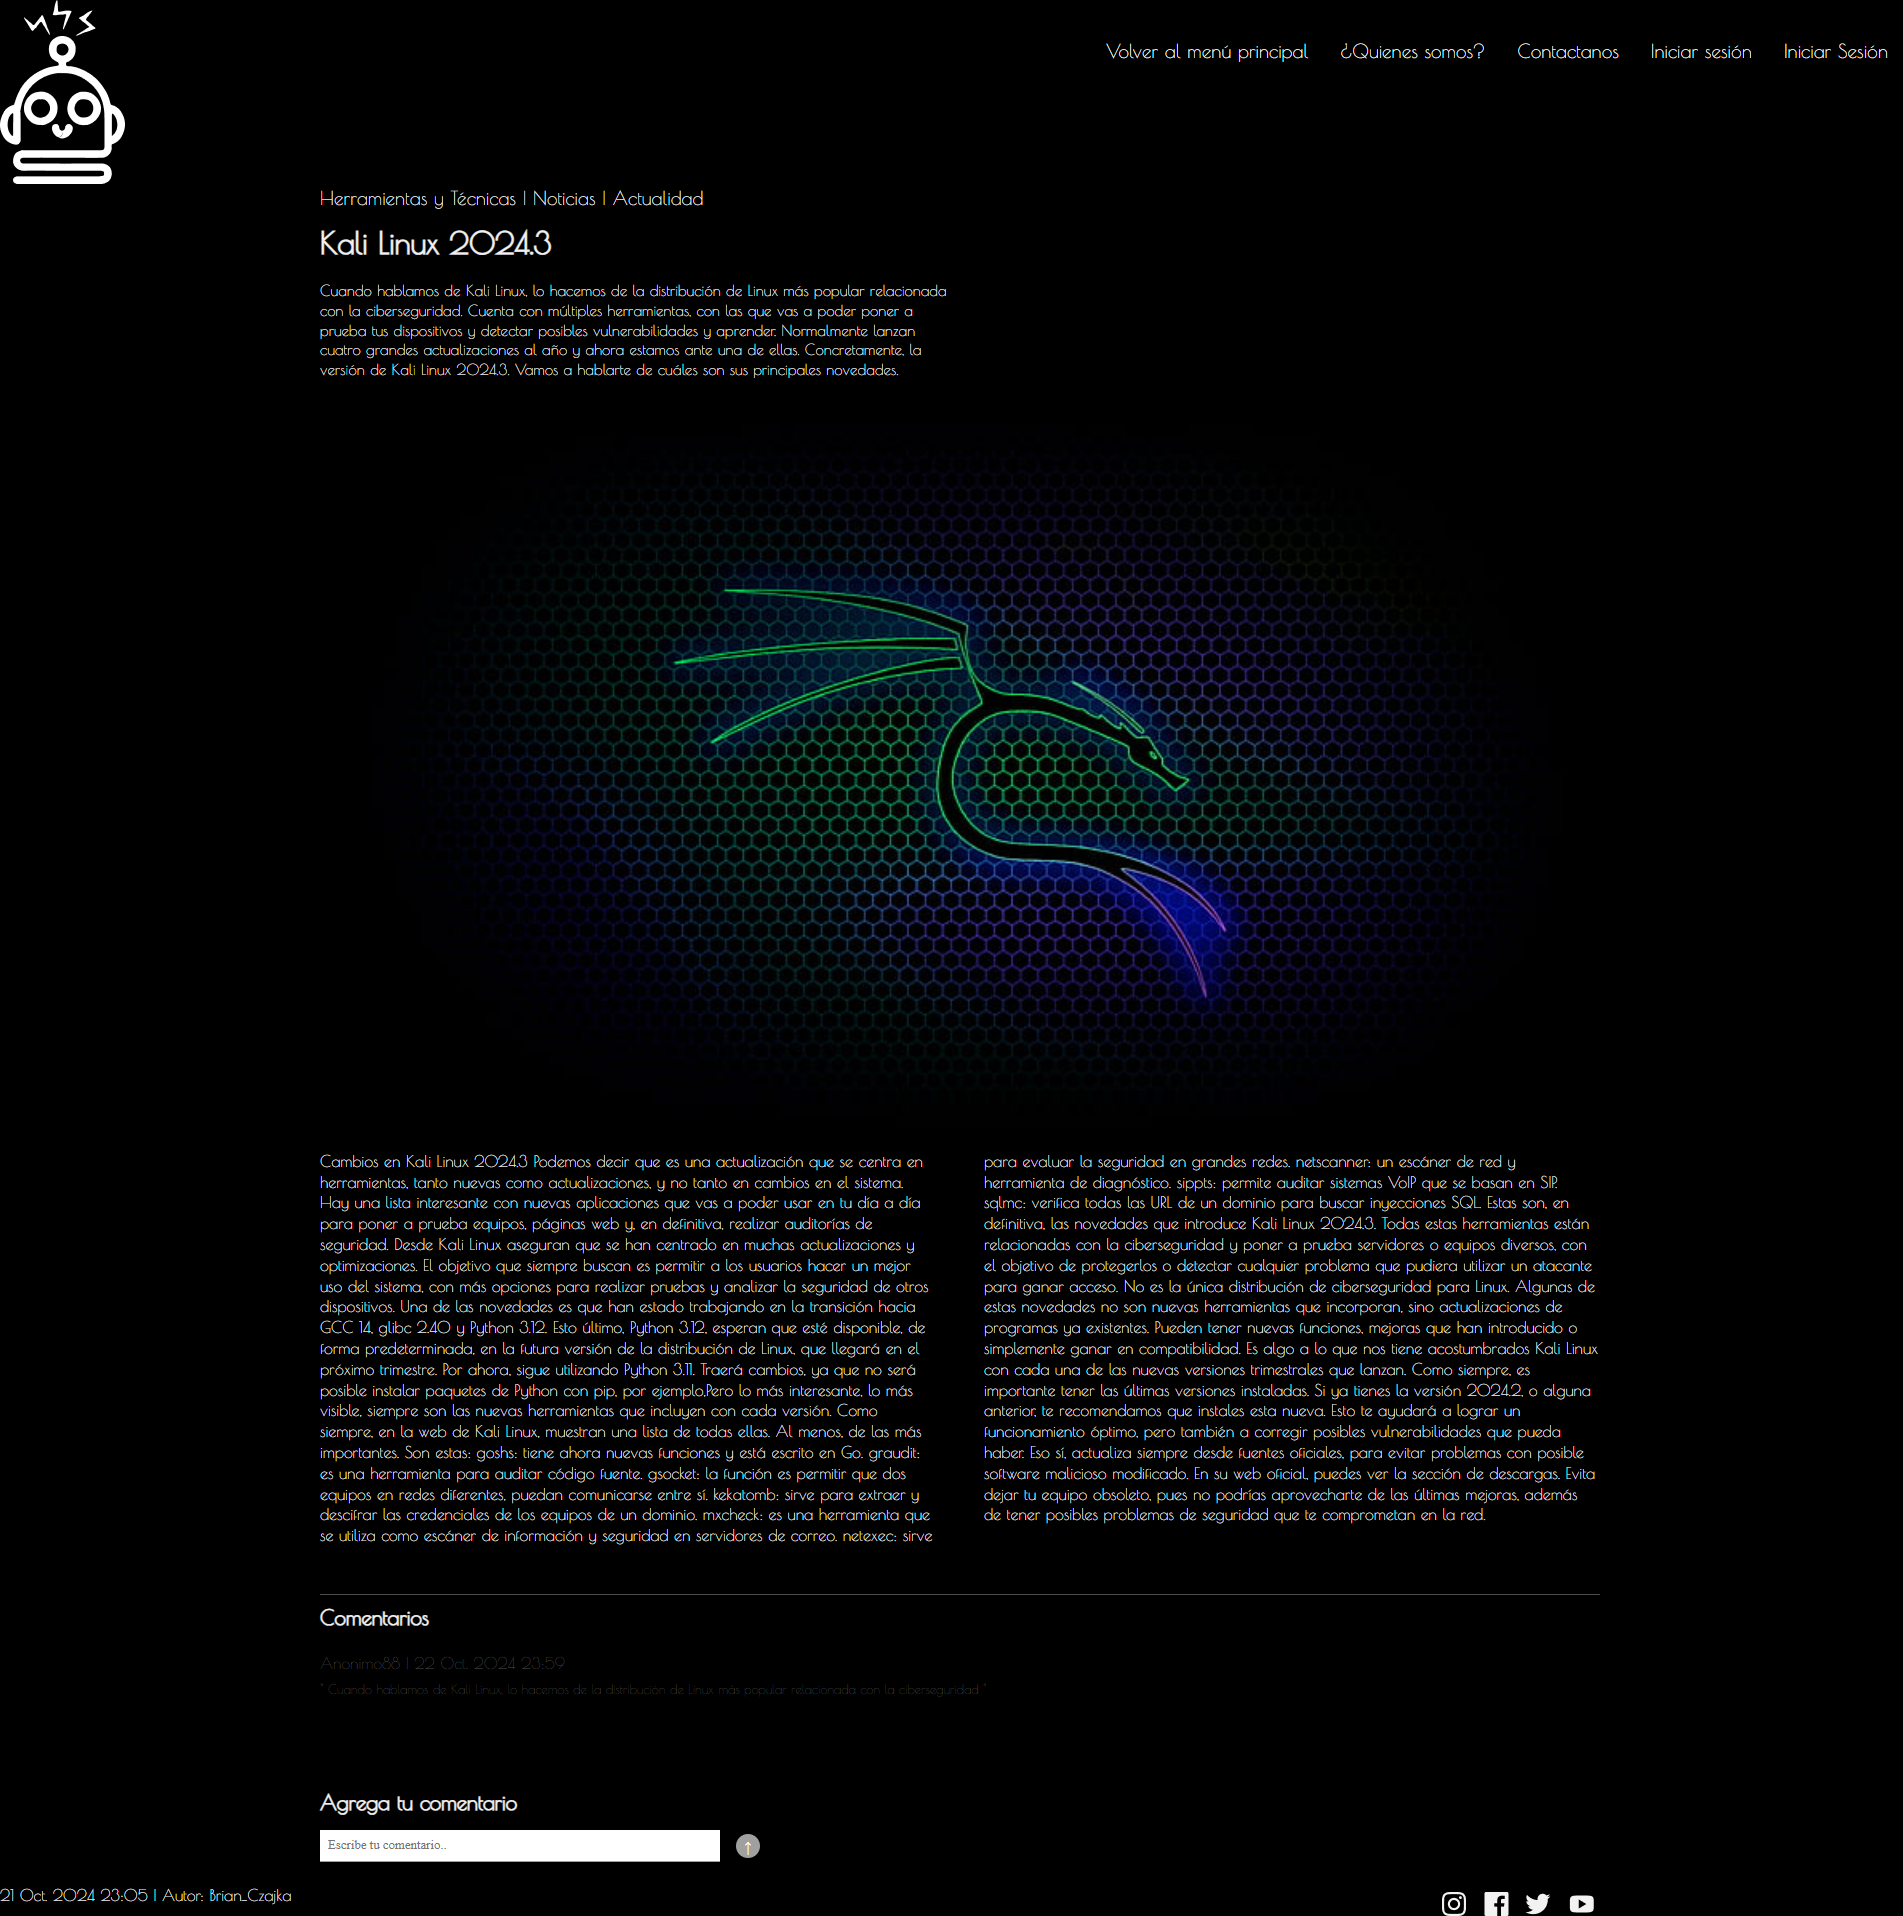 Volver al menú principal ¿Quienes somos? Contactanos Iniciar sesión Iniciar Sesión
Herramientas y Técnicas | Noticias | Actualidad
Kali Linux 2024.3
Cuando hablamos de Kali Linux, lo hacemos de la distribución de Linux más popular relacionada
con la ciberseguridad. Cuenta con múltiples herramientas, con las que vas a poder poner a
prueba tus dispositivos y detectar posibles vulnerabilidades y aprender. Normalmente lanzan
cuatro grandes actualizaciones al año y ahora estamos ante una de ellas. Concretamente, la
versión de Kali Linux 2024.3. Vamos a hablarte de cuáles son sus principales novedades.
Cambios en Kali Linux 2024.3 Podemos decir que es una actualización que se centra en
herramientas, tanto nuevas como actualizaciones, y no tanto en cambios en el sistema.
Hay una lista interesante con nuevas aplicaciones que vas a poder usar en tu día a día
para poner a prueba equipos, páginas web y, en definitiva, realizar auditorías de
seguridad. Desde Kali Linux aseguran que se han centrado en muchas actualizaciones y
optimizaciones. El objetivo que siempre buscan es permitir a los usuarios hacer un mejor
uso del sistema, con más opciones para realizar pruebas y analizar la seguridad de otros
dispositivos. Una de las novedades es que han estado trabajando en la transición hacia
GCC 14, glibc 2.40 y Python 3.12. Esto último, Python 3.12, esperan que esté disponible, de
forma predeterminada, en la futura versión de la distribución de Linux, que llegará en el
próximo trimestre. Por ahora, sigue utilizando Python 3.11. Traerá cambios, ya que no será
posible instalar paquetes de Python con pip, por ejemplo.Pero lo más interesante, lo más
visible, siempre son las nuevas herramientas que incluyen con cada versión. Como
siempre, en la web de Kali Linux, muestran una lista de todas ellas. Al menos, de las más
importantes. Son estas: goshs: tiene ahora nuevas funciones y está escrito en Go. graudit:
es una herramienta para auditar código fuente. gsocket: la función es permitir que dos
equipos en redes diferentes, puedan comunicarse entre sí. kekatomb: sirve para extraer y
descifrar las credenciales de los equipos de un dominio. mxcheck: es una herramienta que
se utiliza como escáner de información y seguridad en servidores de correo. netexec: sirve
para evaluar la seguridad en grandes redes. netscanner: un escáner de red y
herramienta de diagnóstico. sippts: permite auditar sistemas VoIP que se basan en SIP.
sqlmc: verifica todas las URL de un dominio para buscar inyecciones SQL. Estas son, en
definitiva, las novedades que introduce Kali Linux 2024.3. Todas estas herramientas están
relacionadas con la ciberseguridad y poner a prueba servidores o equipos diversos, con
el objetivo de protegerlos o detectar cualquier problema que pudiera utilizar un atacante
para ganar acceso. No es la única distribución de ciberseguridad para Linux. Algunas de
estas novedades no son nuevas herramientas que incorporan, sino actualizaciones de
programas ya existentes. Pueden tener nuevas funciones, mejoras que han introducido o
simplemente ganar en compatibilidad. Es algo a lo que nos tiene acostumbrados Kali Linux
con cada una de las nuevas versiones trimestrales que lanzan. Como siempre, es
importante tener las últimas versiones instaladas. Si ya tienes la versión 2024.2, o alguna
anterior, te recomendamos que instales esta nueva. Esto te ayudará a lograr un
funcionamiento óptimo, pero también a corregir posibles vulnerabilidades que pueda
haber. Eso sí, actualiza siempre desde fuentes oficiales, para evitar problemas con posible
software malicioso modificado. En su web oficial, puedes ver la sección de descargas. Evita
dejar tu equipo obsoleto, pues no podrías aprovecharte de las últimas mejoras, además
de tener posibles problemas de seguridad que te comprometan en la red.
Comentarios
Anonimo88 | 22 Oct. 2024 23:59
" Cuando hablamos de Kali Linux, lo hacemos de la distribución de Linux más popular relacionada con la ciberseguridad "
Agrega tu comentario
Escribe tu comentario..
21 Oct. 2024 23:05 | Autor: Brian_Czajka